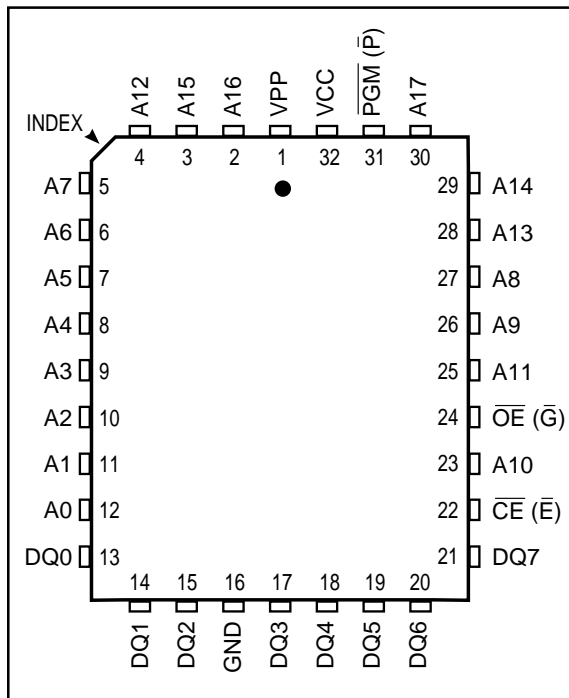 A12 A15 A16 VPP VCC P̅G̅M̅ (P̅) A17
INDEX
4 3 2 1 32 31 30
A7 5 29 A14
A6 6 28 A13
A5 7 27 A8
A4 8 26 A9
A3 9 25 A11
A2 10 24 O̅E̅ (G̅)
A1 11 23 A10
A0 12 22 C̅E̅ (E̅)
DQ0 13 21 DQ7
14 15 16 17 18 19 20
DQ1 DQ2 GND DQ3 DQ4 DQ5 DQ6